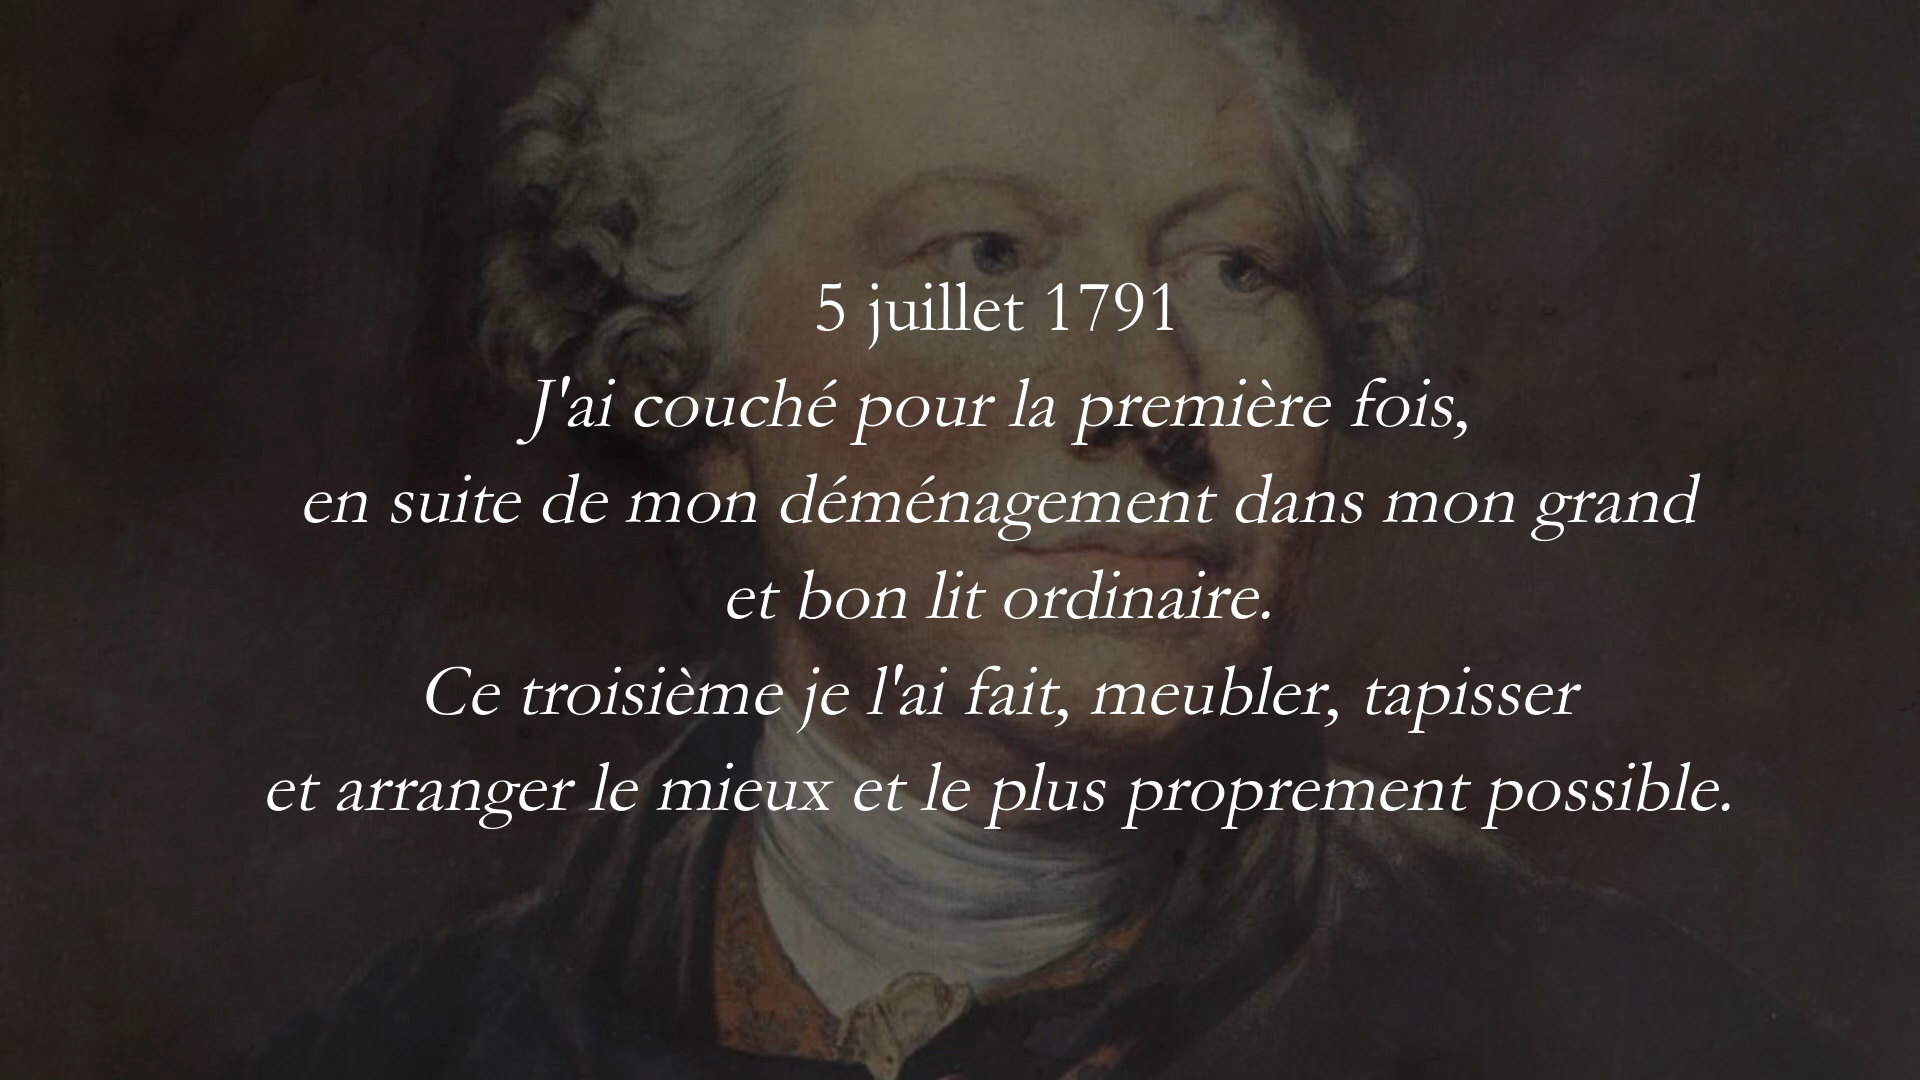 5 juillet 1791
J'ai couché pour la première fois,
en suite de mon déménagement dans mon grand
et bon lit ordinaire.
Ce troisième je l'ai fait, meubler, tapisser
et arranger le mieux et le plus proprement possible.